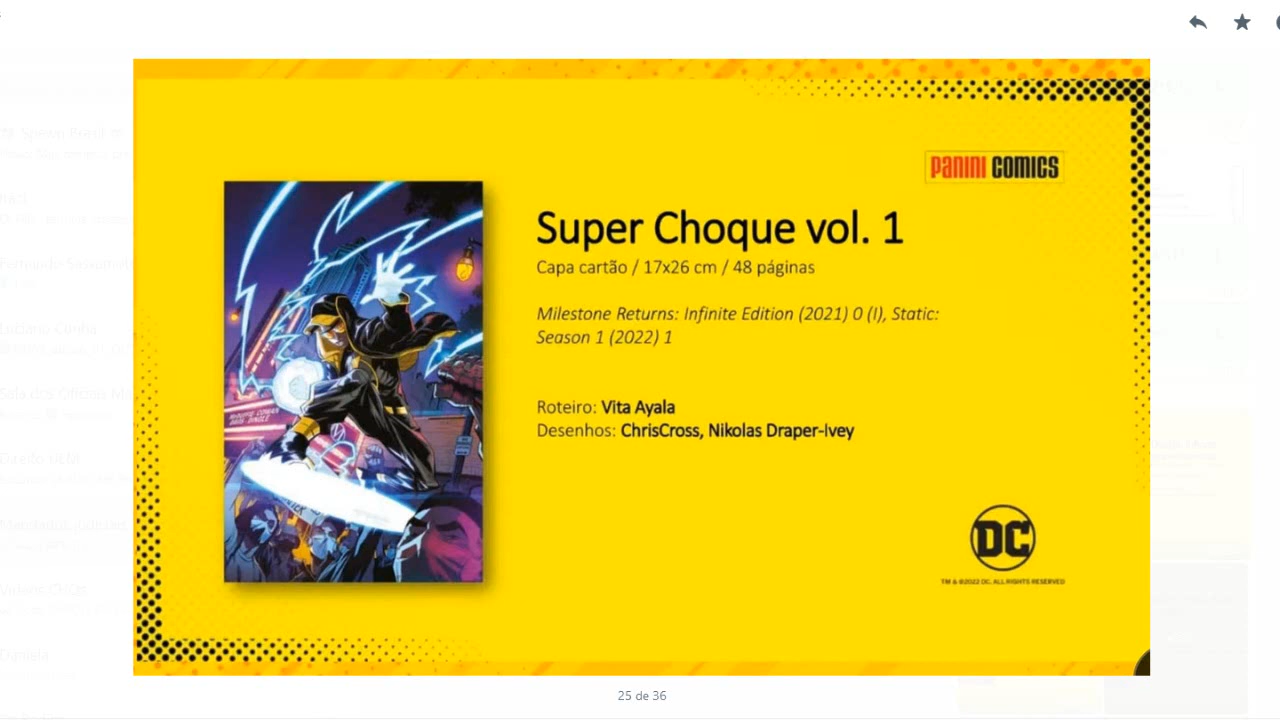 PANINI COMICS
Super Choque vol. 1
Capa cartão / 17x26 cm / 48 páginas
Milestone Returns: Infinite Edition (2021) 0 (I), Static:
Season 1 (2022) 1
Roteiro: Vita Ayala
Desenhos: ChrisCross, Nikolas Draper-Ivey
DC
TM & ©2022 DC. ALL RIGHTS RESERVED
25 de 36